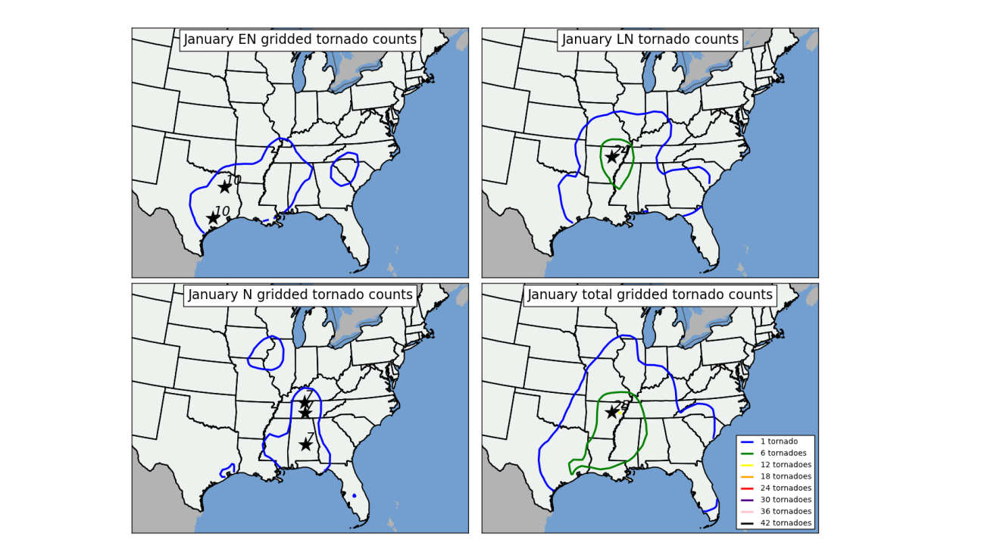 January EN gridded tornado counts
January LN tornado counts
10
10
January N gridded tornado counts
January total gridded tornado counts
7
7
1 tornado
6 tornadoes
12 tornadoes
18 tornadoes
24 tornadoes
30 tornadoes
36 tornadoes
42 tornadoes